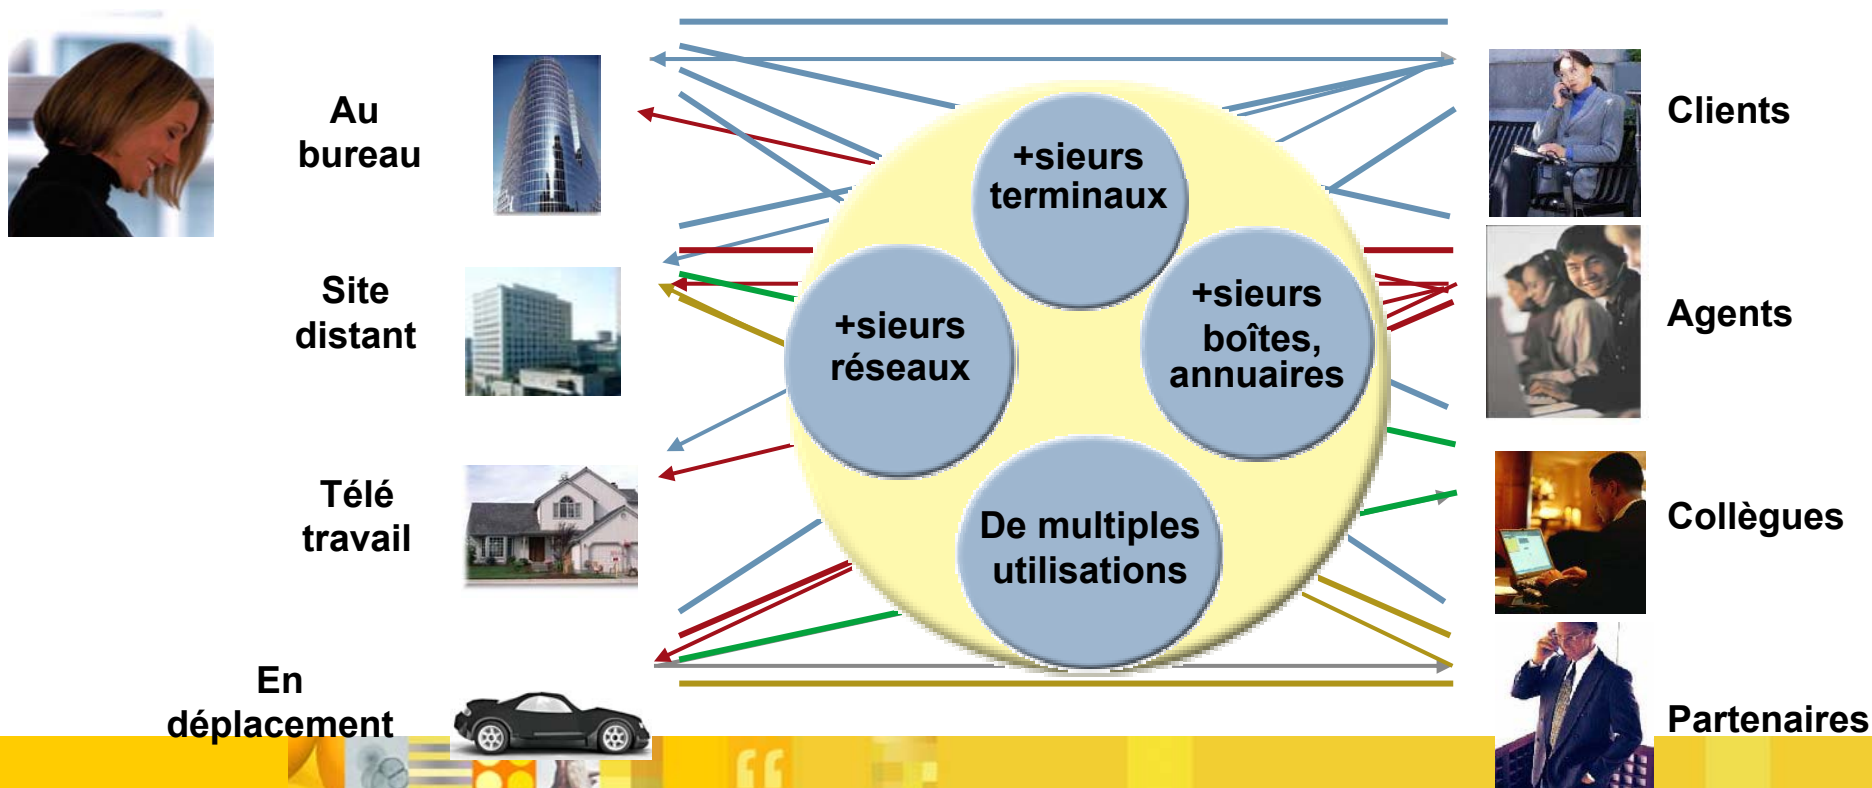 Au
bureau
Site
distant
Télé
travail
En
déplacement
+sieurs
terminaux
+sieurs
réseaux
+sieurs
boîtes,
annuaires
De multiples
utilisations
Clients
Agents
Collègues
Partenaires